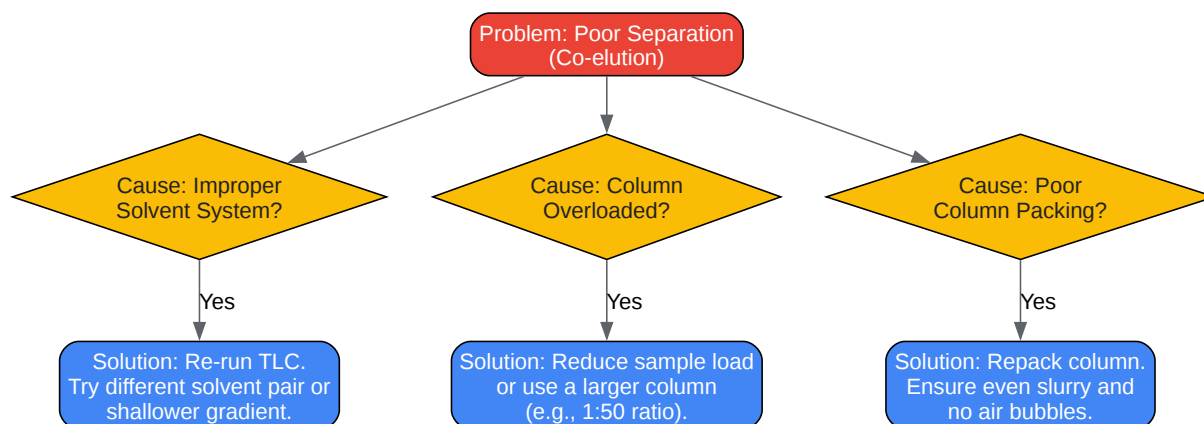 Problem: Poor Separation
(Co-elution)
Cause: Improper
Solvent System?
Cause: Column
Overloaded?
Cause: Poor
Column Packing?
Yes
Yes
Yes
Solution: Re-run TLC.
Try different solvent pair or
shallower gradient.
Solution: Reduce sample load
or use a larger column
(e.g., 1:50 ratio).
Solution: Repack column.
Ensure even slurry and
no air bubbles.